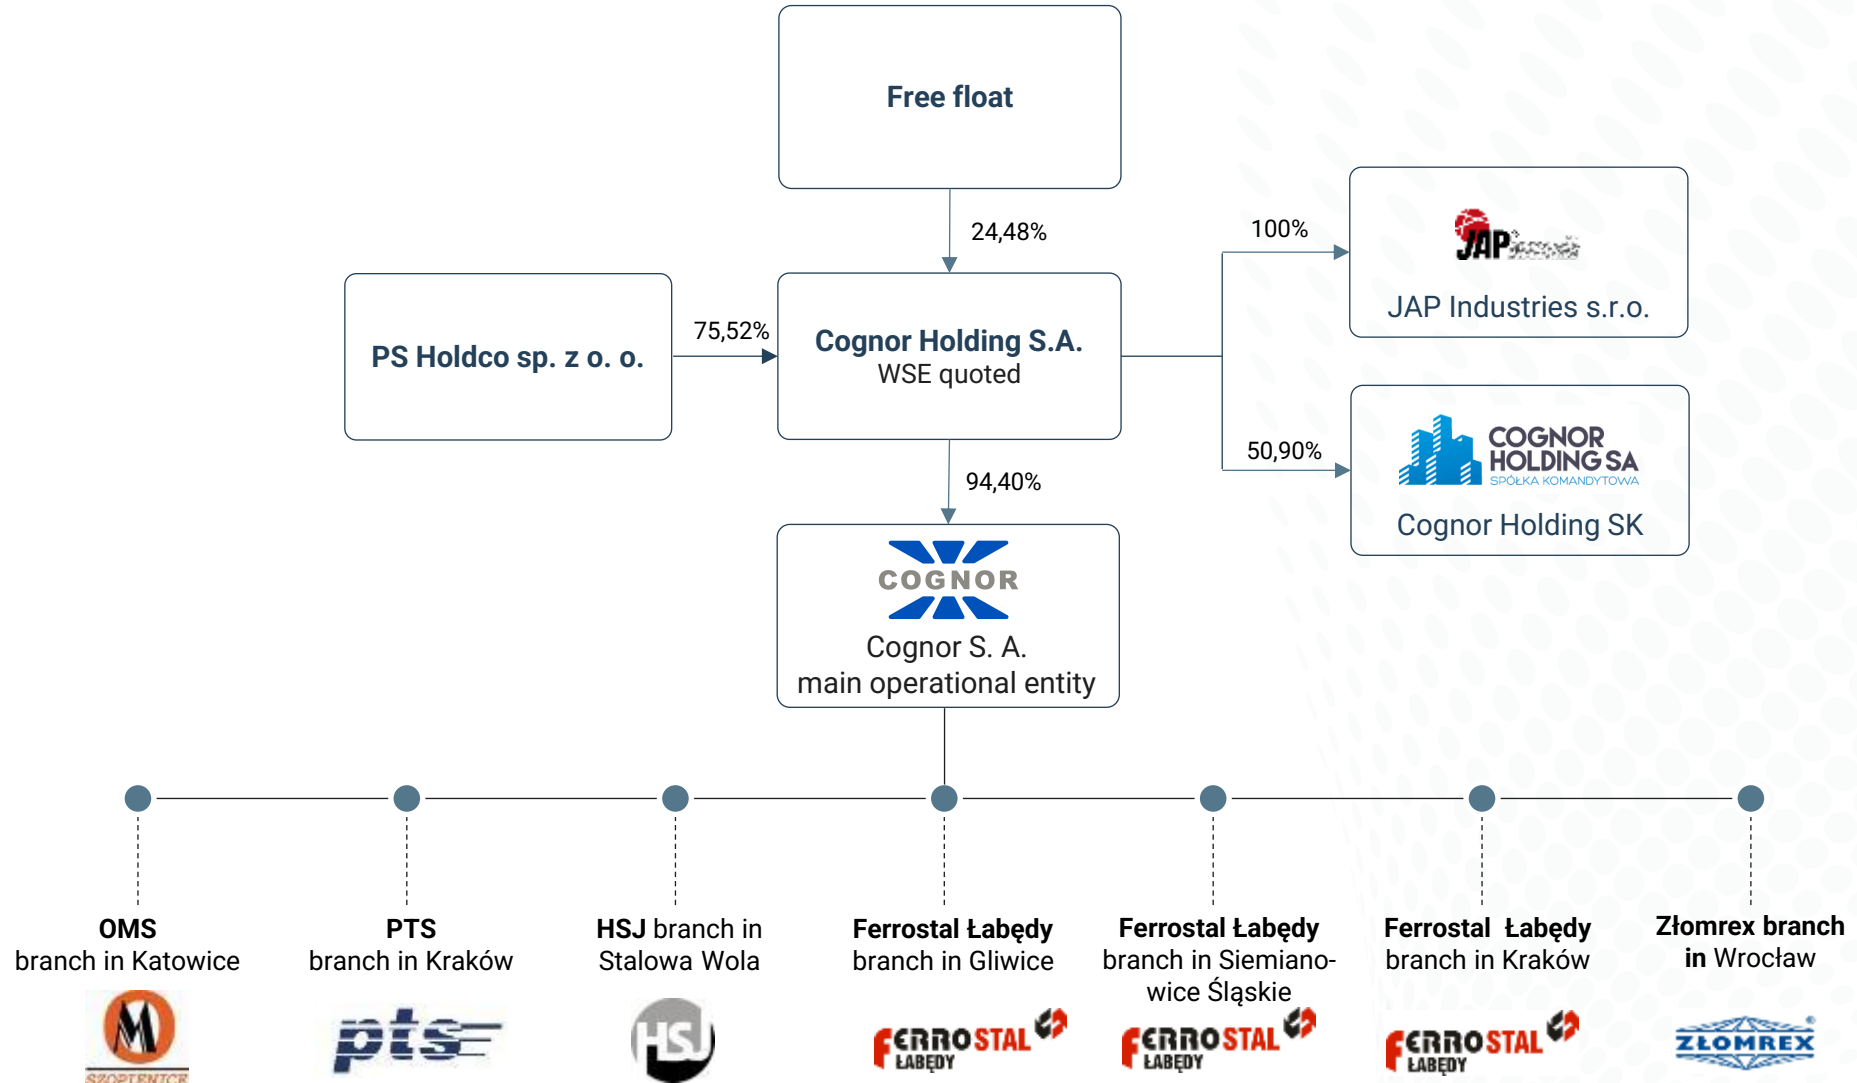 Free float
24,48%
100%
JAP
JAP Industries s.r.o.
PS Holdco sp. z o. o.
75,52%
Cognor Holding S.A.
WSE quoted
50,90%
COGNOR
HOLDING SA
SPÓŁKA KOMANDYTOWA
Cognor Holding SK
94,40%
COGNOR
Cognor S. A.
main operational entity
OMS
branch in Katowice
M
SZOPIENICE
PTS
branch in Kraków
pts
HSJ branch in
Stalowa Wola
HSJ
Ferrostal Łabędy
branch in Gliwice
FERROSTAL
ŁABĘDY
Ferrostal Łabędy
branch in Siemiano-
wice Śląskie
FERROSTAL
ŁABĘDY
Ferrostal Łabędy
branch in Kraków
FERROSTAL
ŁABĘDY
Złomrex branch
in Wrocław
ZŁOMREX®